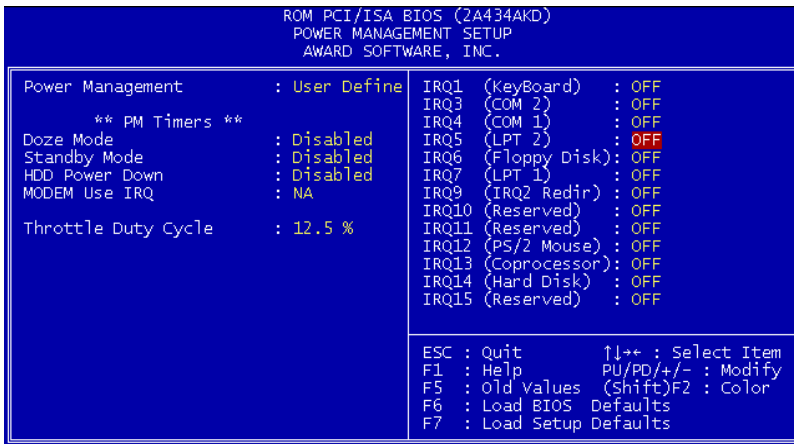 ROM PCI/ISA BIOS (2A434AKD)
POWER MANAGEMENT SETUP
AWARD SOFTWARE, INC.
Power Management : User Define
** PM Timers **
Doze Mode : Disabled
Standby Mode : Disabled
HDD Power Down : Disabled
MODEM Use IRQ : NA
Throttle Duty Cycle : 12.5 %
IRQ1 (KeyBoard) : OFF
IRQ3 (COM 2) : OFF
IRQ4 (COM 1) : OFF
IRQ5 (LPT 2) : OFF
IRQ6 (Floppy Disk): OFF
IRQ7 (LPT 1) : OFF
IRQ9 (IRQ2 Redir) : OFF
IRQ10 (Reserved) : OFF
IRQ11 (Reserved) : OFF
IRQ12 (PS/2 Mouse) : OFF
IRQ13 (Coprocessor): OFF
IRQ14 (Hard Disk) : OFF
IRQ15 (Reserved) : OFF
ESC : Quit ↑↓→← : Select Item
F1 : Help PU/PD/+/- : Modify
F5 : Old Values (Shift)F2 : Color
F6 : Load BIOS Defaults
F7 : Load Setup Defaults